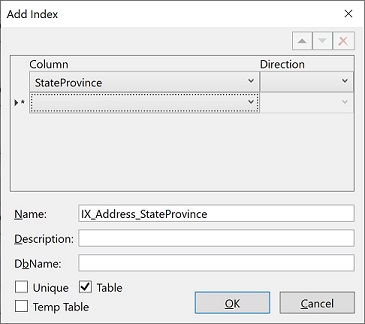 Add Index
Column Direction
StateProvince
Name: IX_Address_StateProvince
Description:
DbName:
Unique Table
Temp Table
OK Cancel